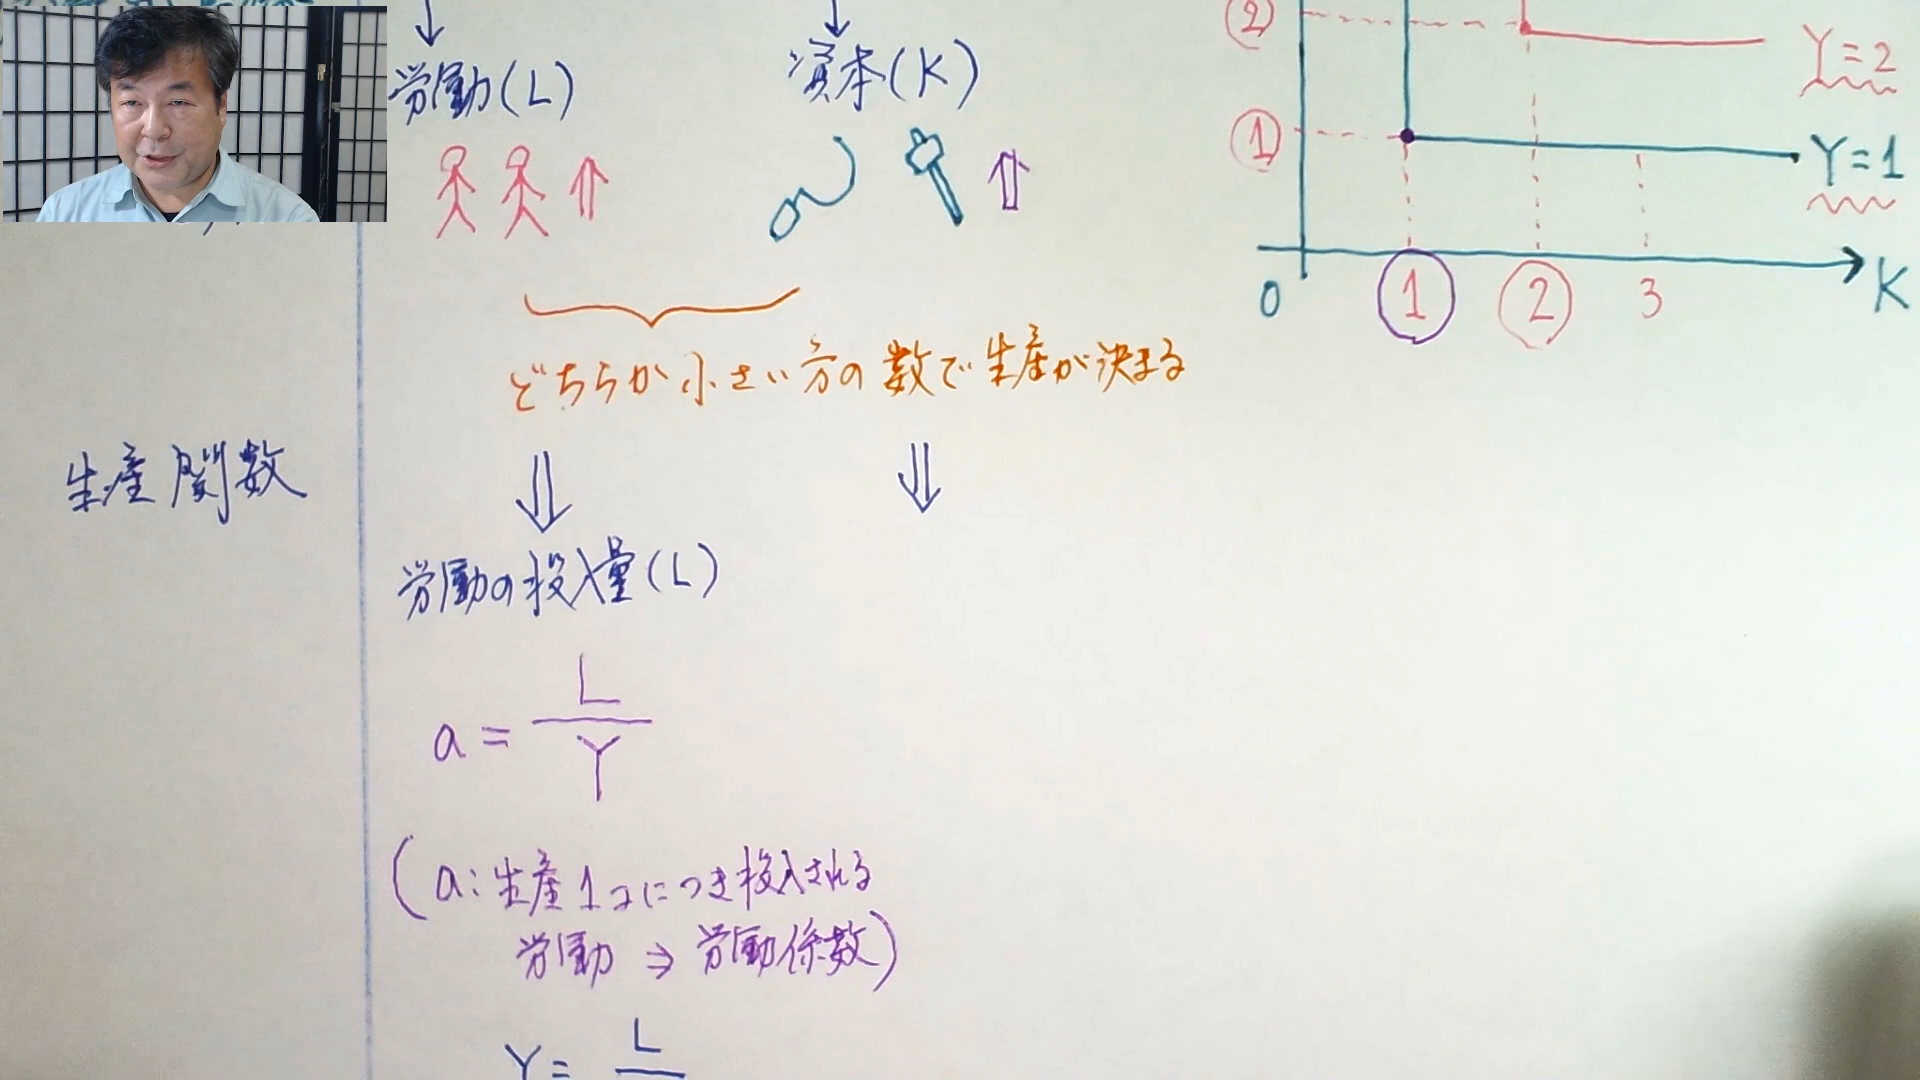 労働(L)
資本(K)
②
Y=2
①
Y=1
0
1
2
3
K
どちらか小さい方の数で生産が決まる
生産関数
労働の投入量(L)
a = L/Y
(a:生産1コにつき投入される
労働 ⇒ 労働係数)
Y = L